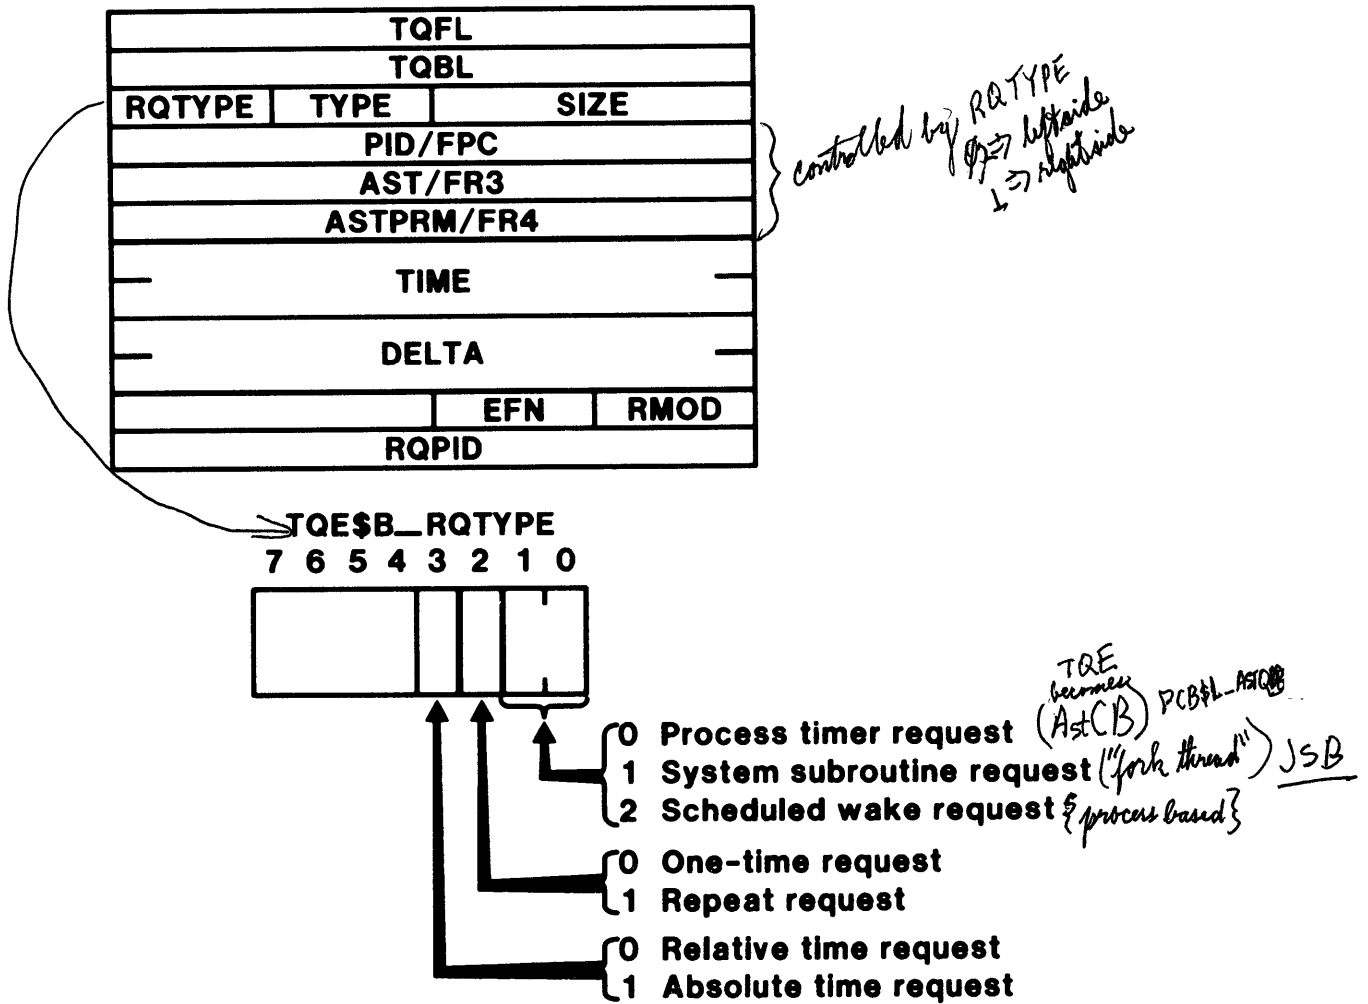 TQFL
TQBL
RQTYPE TYPE SIZE
PID/FPC
AST/FR3
ASTPRM/FR4
controlled by RQTYPE
⇒ leftside
1 ⇒ rightside
TIME
DELTA
EFN RMOD
RQPID
TQE$B_RQTYPE
7 6 5 4 3 2 1 0
TQE
becomes
0 Process timer request (AstCB) PCB$L_ASTQ
1 System subroutine request ("fork thread") JSB
2 Scheduled wake request {process based}
0 One-time request
1 Repeat request
0 Relative time request
1 Absolute time request